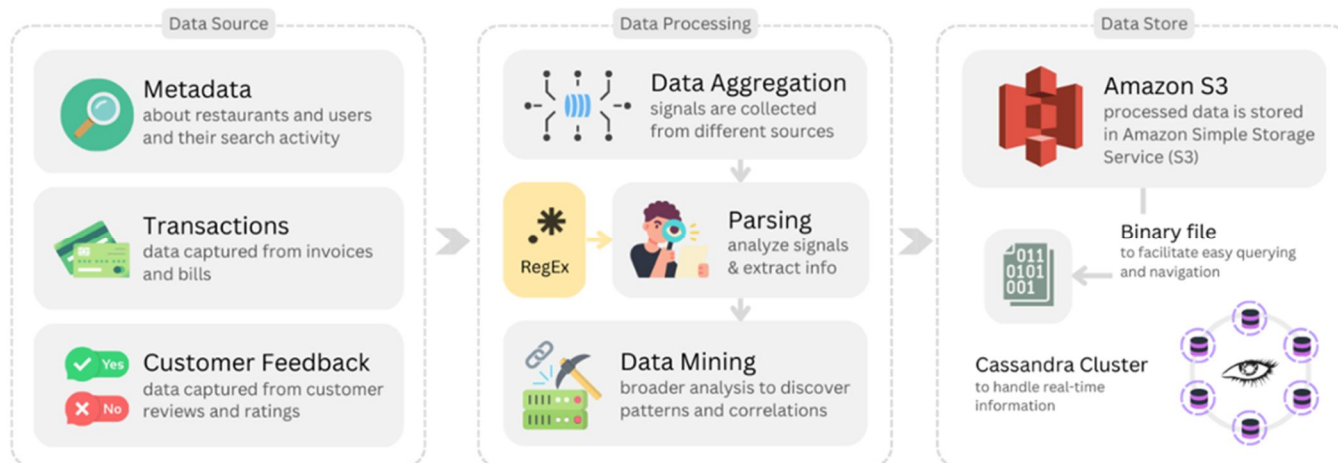 Data Source
Metadata
about restaurants and users
and their search activity
Transactions
data captured from invoices
and bills
Yes
No
Customer Feedback
data captured from customer
reviews and ratings
Data Processing
Data Aggregation
signals are collected
from different sources
RegEx
Parsing
analyze signals
& extract info
Data Mining
broader analysis to discover
patterns and correlations
Data Store
Amazon S3
processed data is stored
in Amazon Simple Storage
Service (S3)
Binary file
to facilitate easy querying
and navigation
011
0101
001
Cassandra Cluster
to handle real-time
information